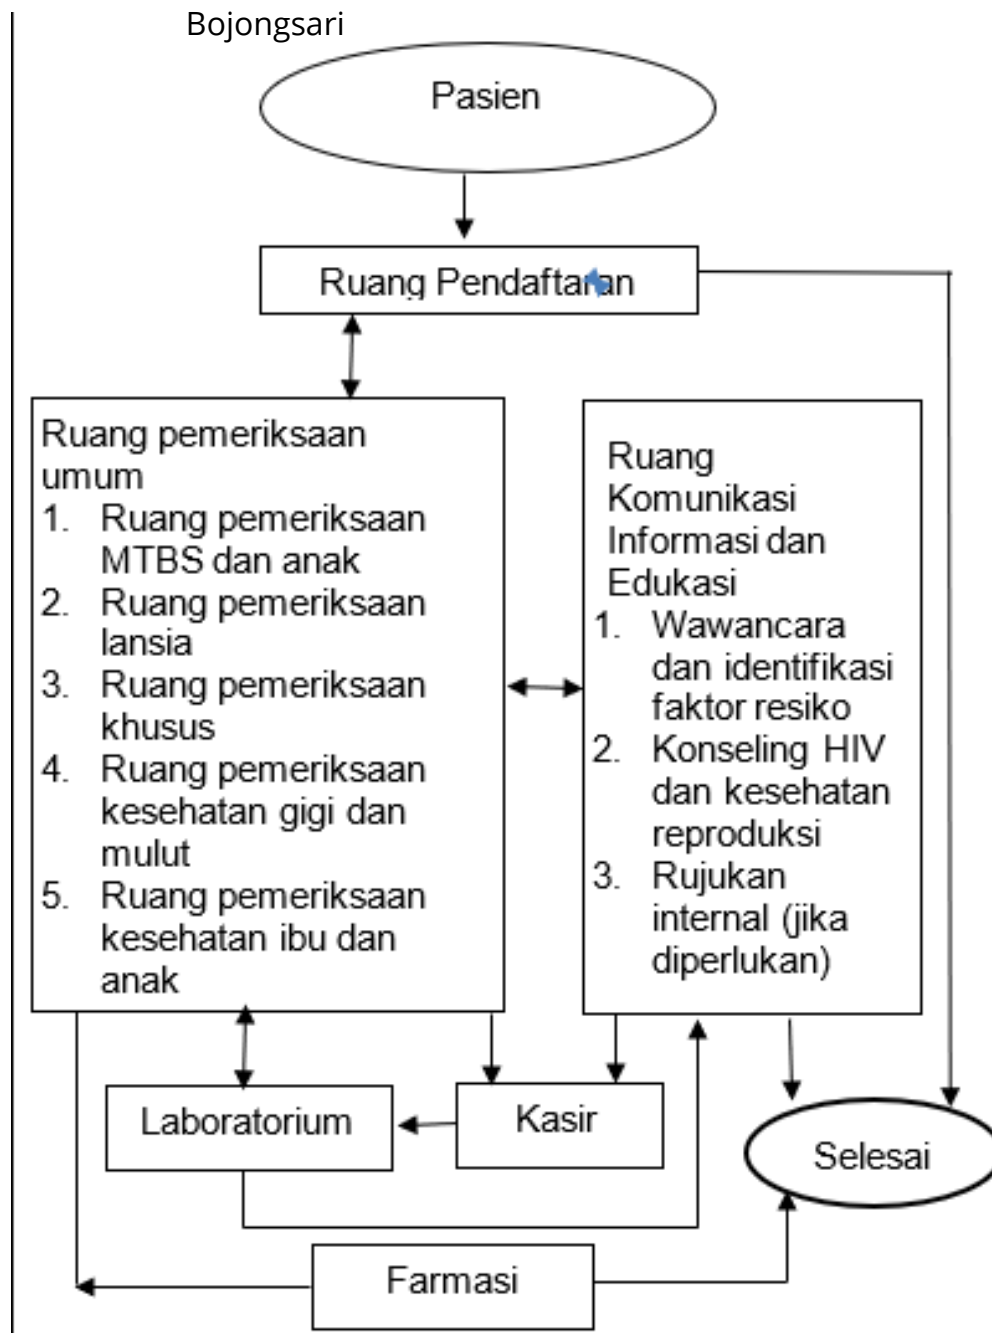 Bojongsari
Pasien
Ruang Pendaftaran
Ruang pemeriksaan
umum
1. Ruang pemeriksaan
MTBS dan anak
2. Ruang pemeriksaan
lansia
3. Ruang pemeriksaan
khusus
4. Ruang pemeriksaan
kesehatan gigi dan
mulut
5. Ruang pemeriksaan
kesehatan ibu dan
anak
Ruang
Komunikasi
Informasi dan
Edukasi
1. Wawancara
dan identifikasi
faktor resiko
2. Konseling HIV
dan kesehatan
reproduksi
3. Rujukan
internal (jika
diperlukan)
Laboratorium
Kasir
Selesai
Farmasi